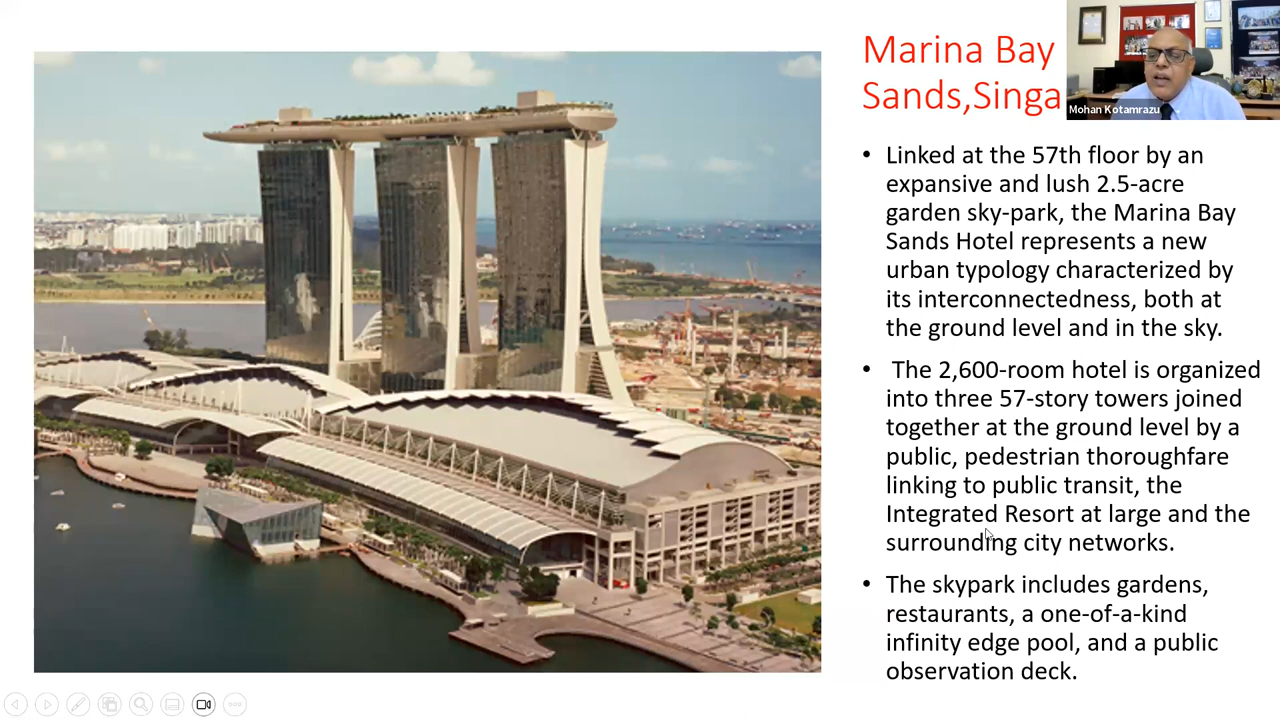 Marina Bay
Sands,Singa
Mohan Kotamrazu
• Linked at the 57th floor by an
expansive and lush 2.5-acre
garden sky-park, the Marina Bay
Sands Hotel represents a new
urban typology characterized by
its interconnectedness, both at
the ground level and in the sky.
• The 2,600-room hotel is organized
into three 57-story towers joined
together at the ground level by a
public, pedestrian thoroughfare
linking to public transit, the
Integrated Resort at large and the
surrounding city networks.
• The skypark includes gardens,
restaurants, a one-of-a-kind
infinity edge pool, and a public
observation deck.